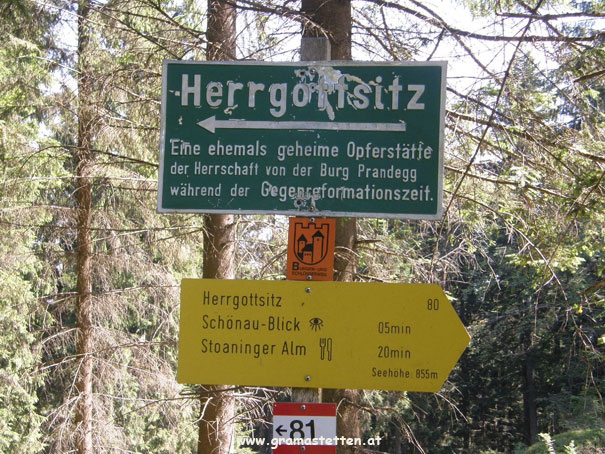 Herrgottsitz
Eine ehemals geheime Opferstätte
der Herrschaft von der Burg Prandegg
während der Gegenreformationszeit.
Herrgottsitz 80
Schönau-Blick 05min
Stoaninger Alm 20min
Seehöhe 855m
81
www.gramastetten.at